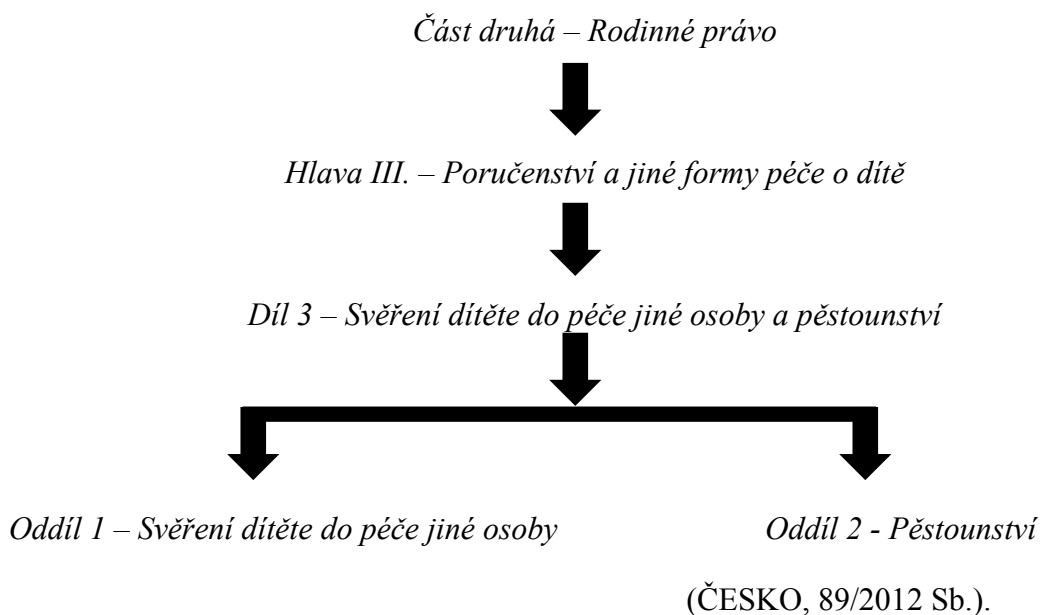 Část druhá – Rodinné právo
Hlava III. – Poručenství a jiné formy péče o dítě
Díl 3 – Svěření dítěte do péče jiné osoby a pěstounství
Oddíl 1 – Svěření dítěte do péče jiné osoby
Oddíl 2 - Pěstounství
(ČESKO, 89/2012 Sb.).